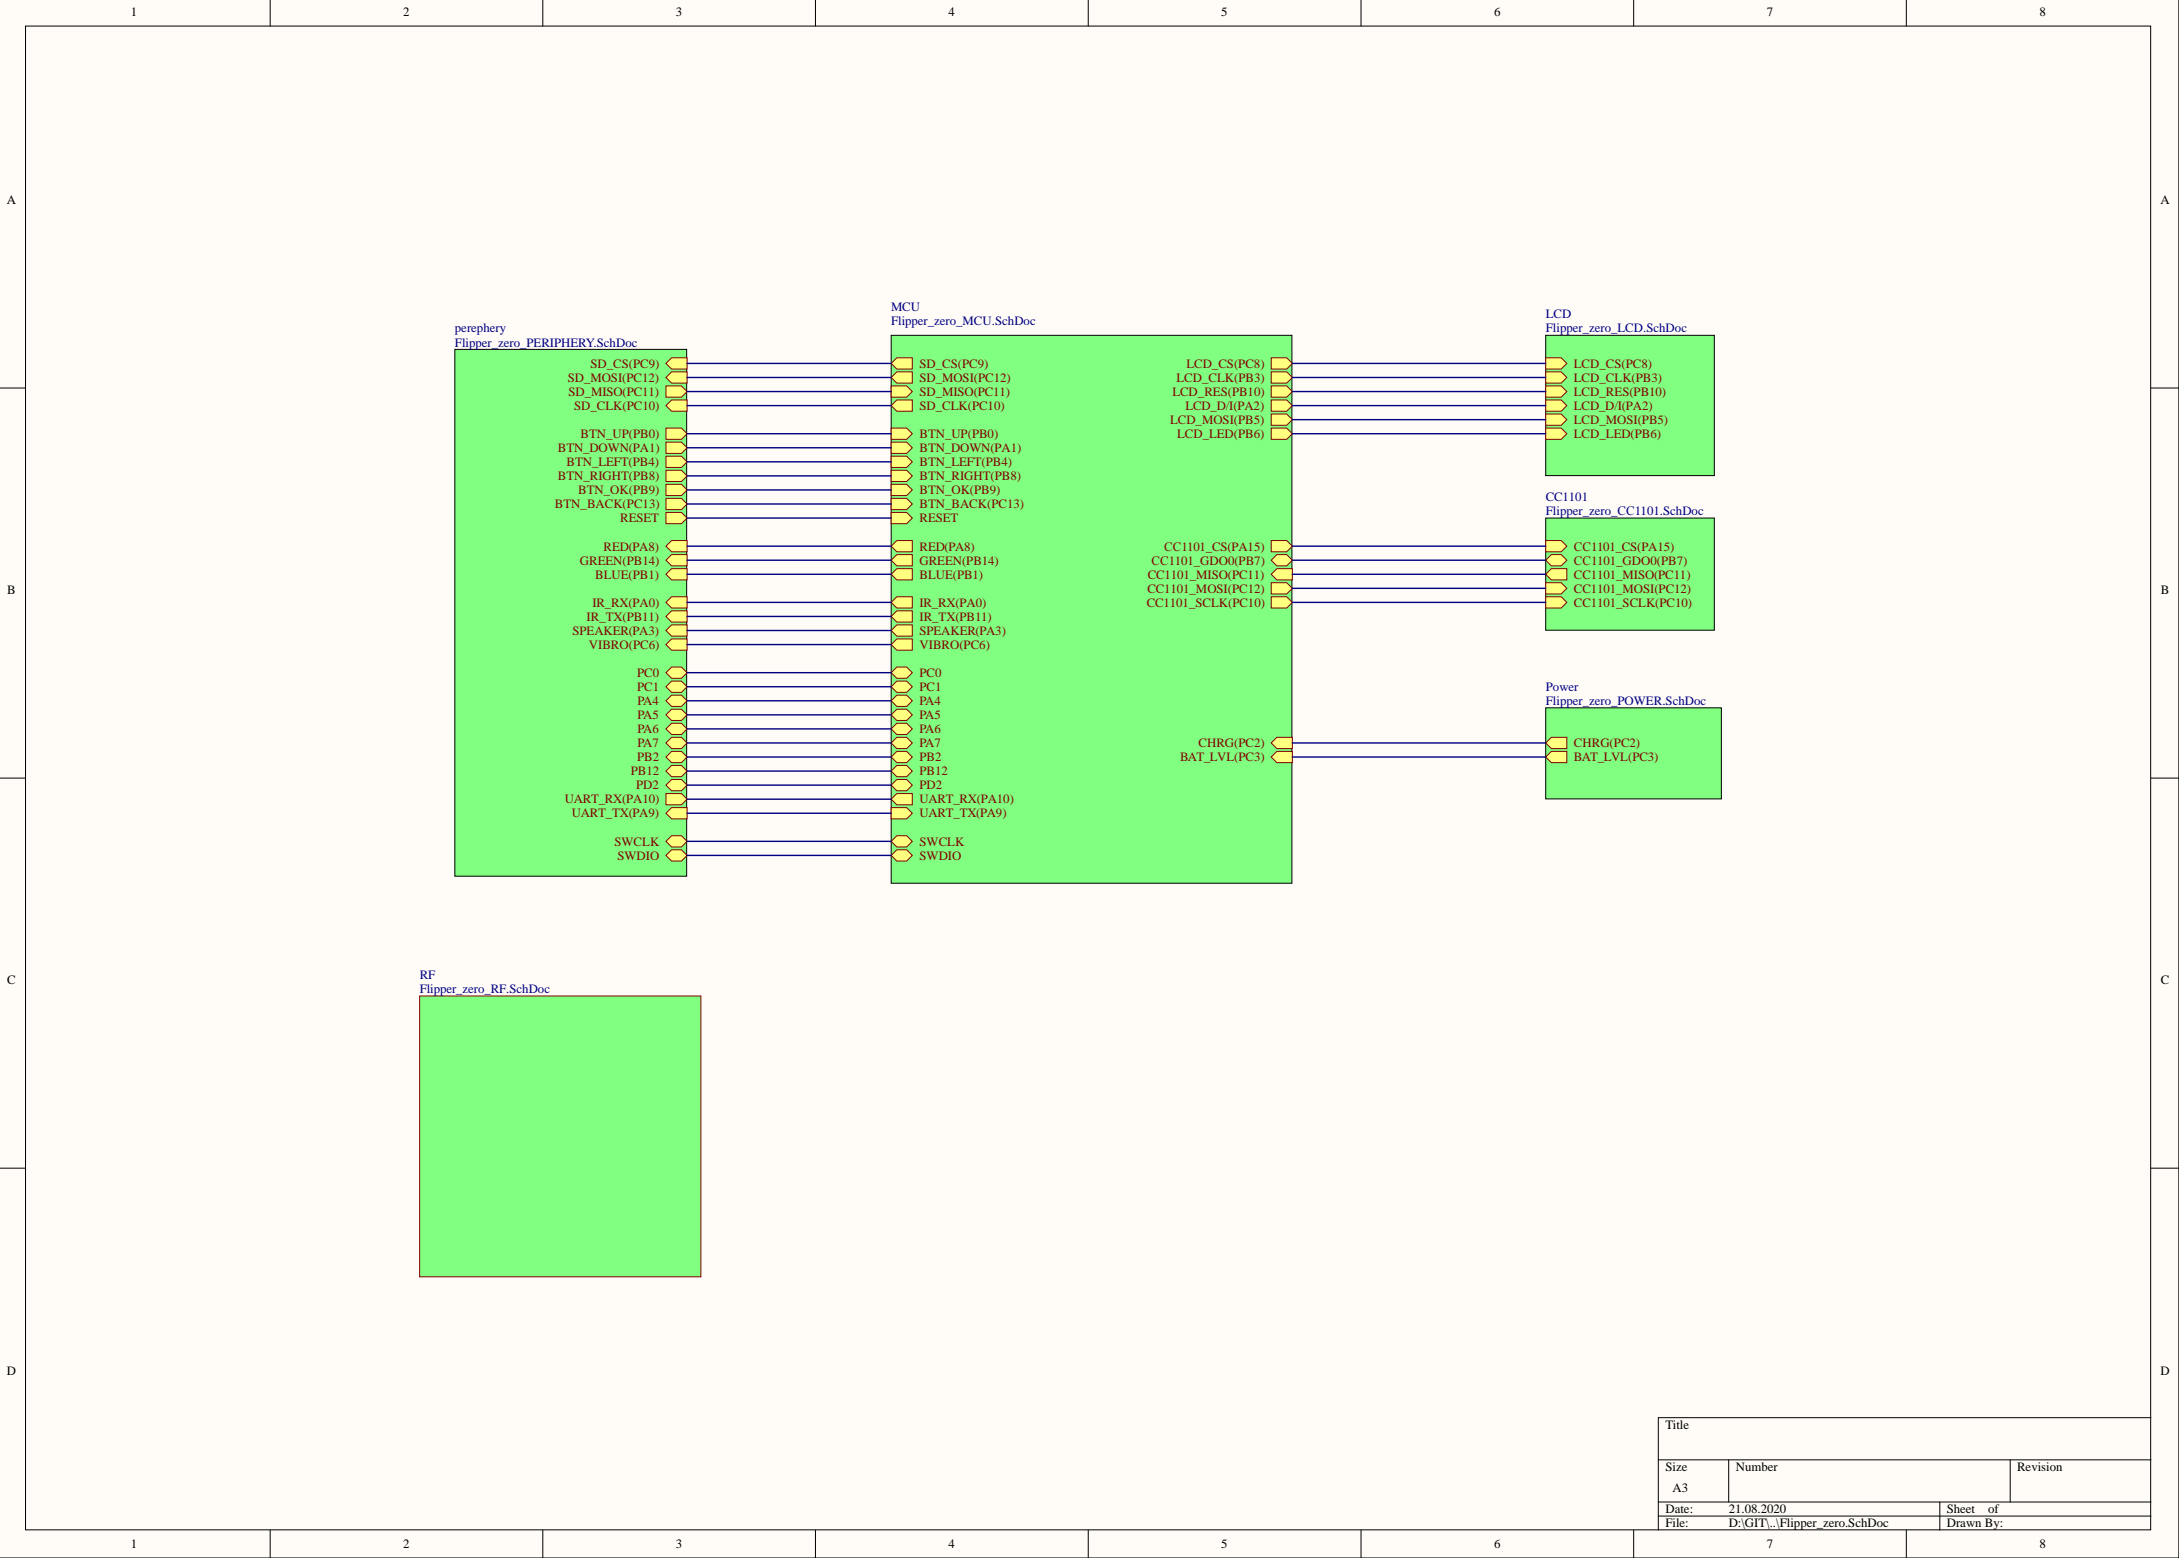 1 2 3 4 5 6 7 8
A A
MCU
Flipper_zero_MCU.SchDoc
LCD
Flipper_zero_LCD.SchDoc
perephery
Flipper_zero_PERIPHERY.SchDoc
SD_CS(PC9) SD_CS(PC9) LCD_CS(PC8) LCD_CS(PC8)
SD_MOSI(PC12) SD_MOSI(PC12) LCD_CLK(PB3) LCD_CLK(PB3)
SD_MISO(PC11) SD_MISO(PC11) LCD_RES(PB10) LCD_RES(PB10)
SD_CLK(PC10) SD_CLK(PC10) LCD_D/I(PA2) LCD_D/I(PA2)
LCD_MOSI(PB5) LCD_MOSI(PB5)
BTN_UP(PB0) BTN_UP(PB0) LCD_LED(PB6) LCD_LED(PB6)
BTN_DOWN(PA1) BTN_DOWN(PA1)
BTN_LEFT(PB4) BTN_LEFT(PB4)
BTN_RIGHT(PB8) BTN_RIGHT(PB8)
BTN_OK(PB9) BTN_OK(PB9)
CC1101
BTN_BACK(PC13) BTN_BACK(PC13)
Flipper_zero_CC1101.SchDoc
RESET RESET
RED(PA8) RED(PA8) CC1101_CS(PA15) CC1101_CS(PA15)
GREEN(PB14) GREEN(PB14) CC1101_GDO0(PB7) CC1101_GDO0(PB7)
BLUE(PB1) BLUE(PB1) CC1101_MISO(PC11) CC1101_MISO(PC11)
B CC1101_MOSI(PC12) CC1101_MOSI(PC12) B
IR_RX(PA0) IR_RX(PA0) CC1101_SCLK(PC10) CC1101_SCLK(PC10)
IR_TX(PB11) IR_TX(PB11)
SPEAKER(PA3) SPEAKER(PA3)
VIBRO(PC6) VIBRO(PC6)
PC0 PC0
PC1 PC1
Power
PA4 PA4
Flipper_zero_POWER.SchDoc
PA5 PA5
PA6 PA6
PA7 PA7 CHRG(PC2) CHRG(PC2)
PB2 PB2 BAT_LVL(PC3) BAT_LVL(PC3)
PB12 PB12
PD2 PD2
UART_RX(PA10) UART_RX(PA10)
UART_TX(PA9) UART_TX(PA9)
SWCLK SWCLK
SWDIO SWDIO
RF
C C
Flipper_zero_RF.SchDoc
D D
Title
Size Number Revision
A3
Date: 21.08.2020 Sheet of
File: D:\GIT\..\Flipper_zero.SchDoc Drawn By:
1 2 3 4 5 6 7 8